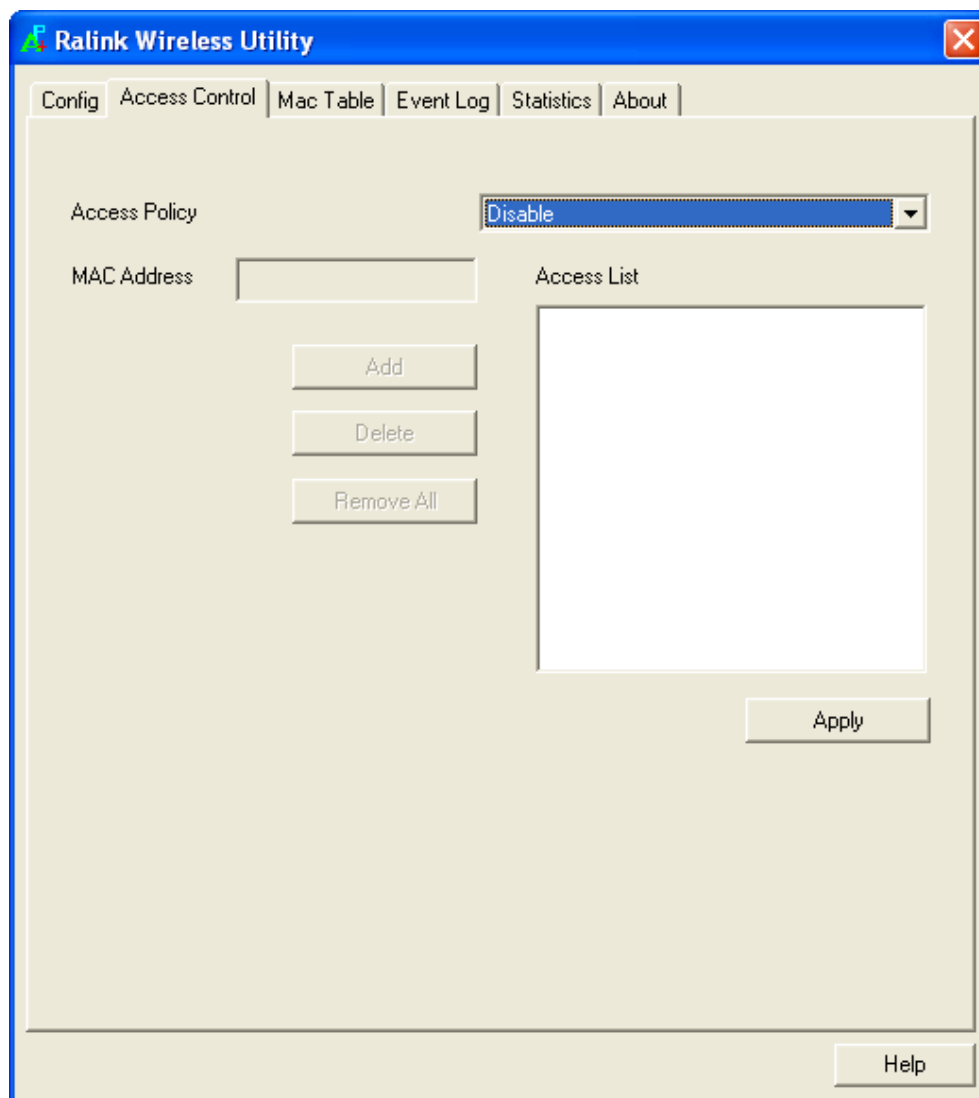 Ralink Wireless Utility
Config Access Control Mac Table Event Log Statistics About
Access Policy Disable
MAC Address Access List
Add
Delete
Remove All
Apply
Help